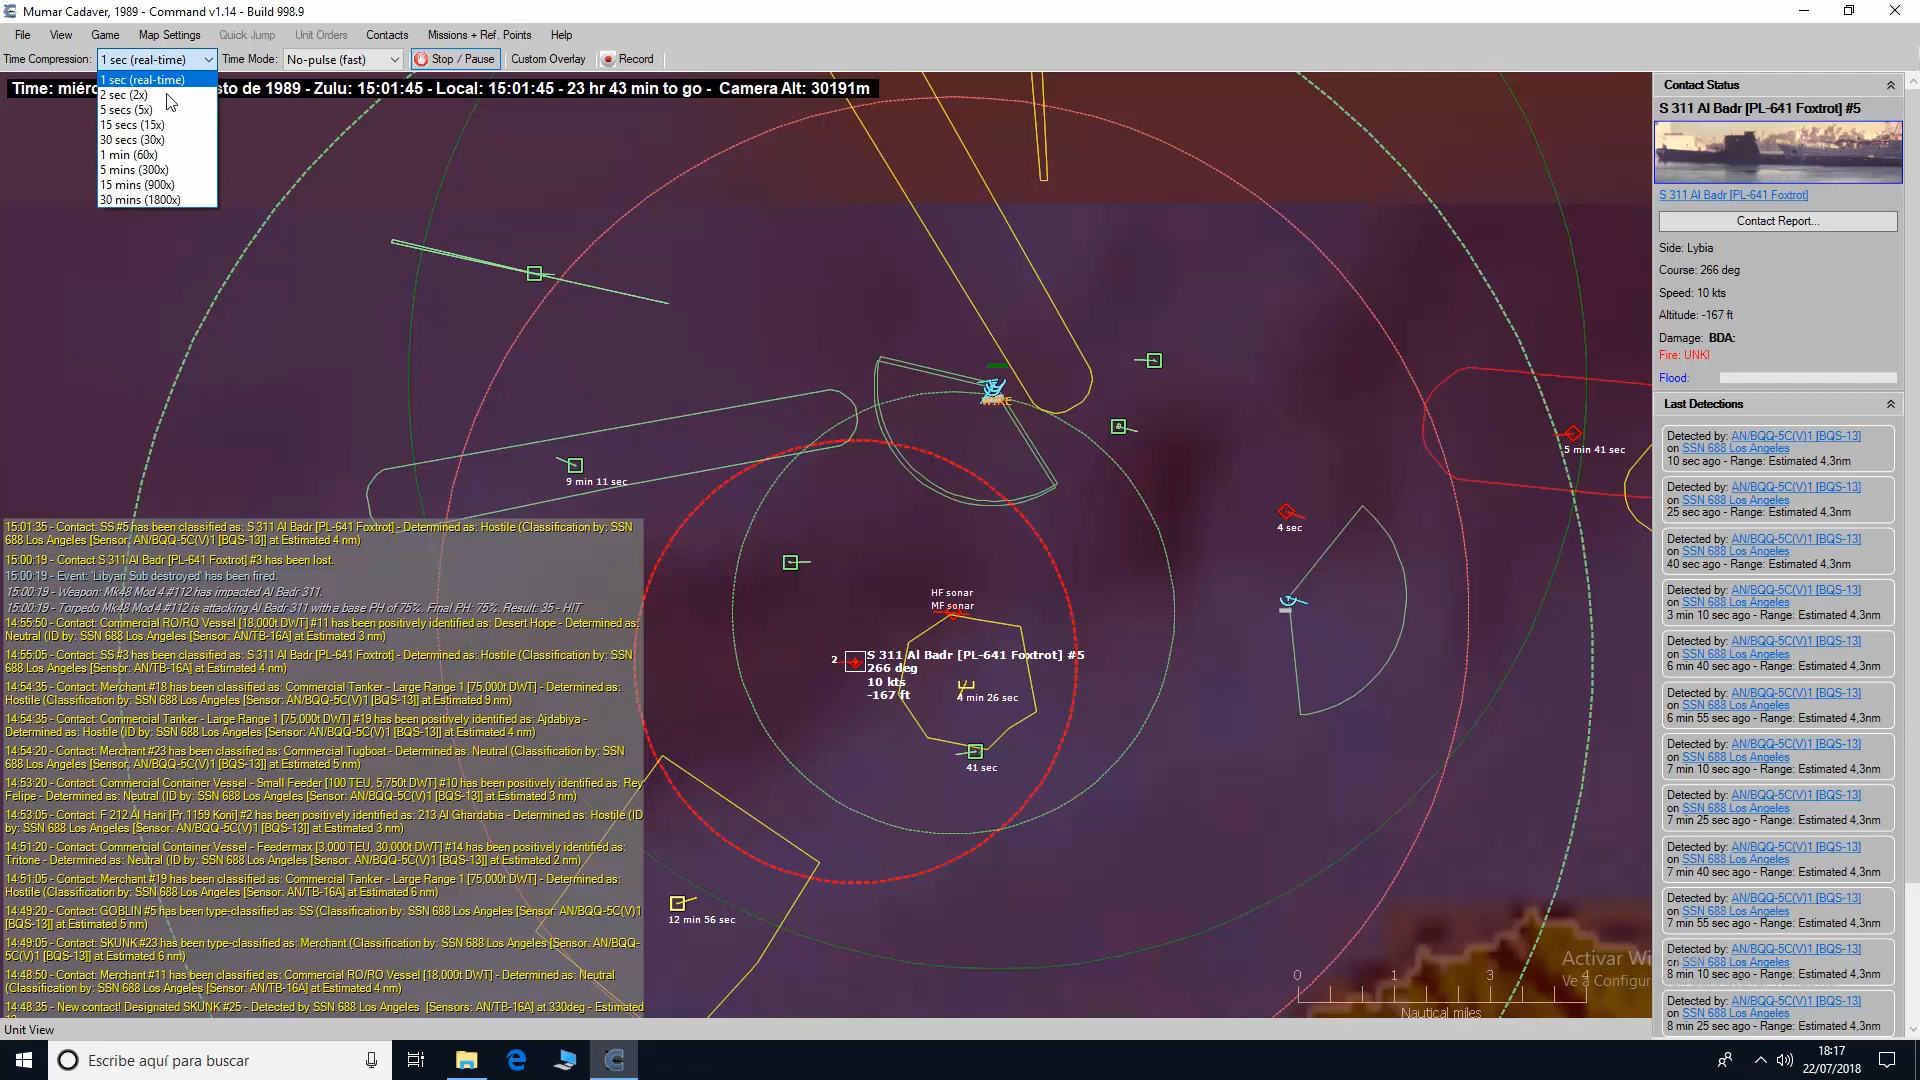 Mumar Cadaver, 1989 - Command v1.14 - Build 998.9
File View Game Map Settings Quick Jump Unit Orders Contacts Missions + Ref. Points Help
Time Compression: 1 sec (real-time) Time Mode: No-pulse (fast) Stop / Pause Custom Overlay Record
1 sec (real-time)
2 sec (2x)
5 secs (5x)
15 secs (15x)
30 secs (30x)
1 min (60x)
5 mins (300x)
15 mins (900x)
30 mins (1800x)
Time: miérc sto de 1989 - Zulu: 15:01:45 - Local: 15:01:45 - 23 hr 43 min to go - Camera Alt: 30191m
9 min 11 sec
5 min 41 sec
4 sec
HF sonar
MF sonar
2
S 311 Al Badr [PL-641 Foxtrot] #5
266 deg
10 kts
-167 ft
4 min 26 sec
41 sec
12 min 56 sec
15:01:35 - Contact: SS #5 has been classified as: S 311 Al Badr [PL-641 Foxtrot] - Determined as: Hostile (Classification by: SSN
688 Los Angeles [Sensor: AN/BQQ-5C(V)1 [BQS-13]] at Estimated 4 nm)
15:00:19 - Contact S 311 Al Badr [PL-641 Foxtrot] #3 has been lost.
15:00:19 - Event: 'Libyan Sub destroyed' has been fired.
15:00:19 - Weapon: Mk48 Mod 4 #112 has impacted Al Badr 311.
15:00:19 - Torpedo Mk48 Mod 4 #112 is attacking Al Badr 311 with a base PH of 75%. Final PH: 75%. Result: 35 - HIT
14:55:50 - Contact: Commercial RO/RO Vessel [18,000t DWT] #11 has been positively identified as: Desert Hope - Determined as:
Neutral (ID by: SSN 688 Los Angeles [Sensor: AN/TB-16A] at Estimated 3 nm)
14:55:05 - Contact: SS #3 has been classified as: S 311 Al Badr [PL-641 Foxtrot] - Determined as: Hostile (Classification by: SSN
688 Los Angeles [Sensor: AN/TB-16A] at Estimated 4 nm)
14:54:35 - Contact: Merchant #18 has been classified as: Commercial Tanker - Large Range 1 [75,000t DWT] - Determined as:
Hostile (Classification by: SSN 688 Los Angeles [Sensor: AN/BQQ-5C(V)1 [BQS-13]] at Estimated 9 nm)
14:54:35 - Contact: Commercial Tanker - Large Range 1 [75,000t DWT] #19 has been positively identified as: Ajdabiya -
Determined as: Hostile (ID by: SSN 688 Los Angeles [Sensor: AN/BQQ-5C(V)1 [BQS-13]] at Estimated 5 nm)
14:54:20 - Contact: Merchant #23 has been classified as: Commercial Tugboat - Determined as: Neutral (Classification by: SSN
688 Los Angeles [Sensor: AN/BQQ-5C(V)1 [BQS-13]] at Estimated 5 nm)
14:53:20 - Contact: Commercial Container Vessel - Small Feeder [100 TEU, 5,750t DWT] #10 has been positively identified as: Rey
Felipe - Determined as: Neutral (ID by: SSN 688 Los Angeles [Sensor: AN/BQQ-5C(V)1 [BQS-13]] at Estimated 3 nm)
14:53:05 - Contact: F 212 Al Hani [Pr.1159 Koni] #2 has been positively identified as: 213 Al Ghardabia - Determined as: Hostile (ID
by: SSN 688 Los Angeles [Sensor: AN/BQQ-5C(V)1 [BQS-13]] at Estimated 3 nm)
14:51:20 - Contact: Commercial Container Vessel - Feedermax [3,000 TEU, 30,000t DWT] #14 has been positively identified as:
Tritone - Determined as: Neutral (ID by: SSN 688 Los Angeles [Sensor: AN/BQQ-5C(V)1 [BQS-13]] at Estimated 2 nm)
14:51:05 - Contact: Merchant #19 has been classified as: Commercial Tanker - Large Range 1 [75,000t DWT] - Determined as:
Hostile (Classification by: SSN 688 Los Angeles [Sensor: AN/TB-16A] at Estimated 6 nm)
14:49:20 - Contact: GOBLIN #5 has been type-classified as: SS (Classification by: SSN 688 Los Angeles [Sensor: AN/BQQ-5C(V)1
[BQS-13]] at Estimated 5 nm)
14:49:05 - Contact: SKUNK #23 has been type-classified as: Merchant (Classification by: SSN 688 Los Angeles [Sensor: AN/BQQ-
5C(V)1 [BQS-13]] at Estimated 6 nm)
14:48:50 - Contact: Merchant #11 has been classified as: Commercial RO/RO Vessel [18,000t DWT] - Determined as: Neutral
(Classification by: SSN 688 Los Angeles [Sensor: AN/TB-16A] at Estimated 4 nm)
14:48:35 - New contact! Designated SKUNK #25 - Detected by SSN 688 Los Angeles [Sensors: AN/TB-16A] at 330deg - Estimated
0 1 2 3 4
Nautical miles
Activar Wi
Ve a Configur
Contact Status
S 311 Al Badr [PL-641 Foxtrot] #5
S 311 Al Badr [PL-641 Foxtrot]
Contact Report...
Side: Lybia
Course: 266 deg
Speed: 10 kts
Altitude: -167 ft
Damage: BDA:
Fire: UNKI
Flood:
Last Detections
Detected by: AN/BQQ-5C(V)1 [BQS-13]
on SSN 688 Los Angeles
10 sec ago - Range: Estimated 4,3nm
Detected by: AN/BQQ-5C(V)1 [BQS-13]
on SSN 688 Los Angeles
25 sec ago - Range: Estimated 4,3nm
Detected by: AN/BQQ-5C(V)1 [BQS-13]
on SSN 688 Los Angeles
40 sec ago - Range: Estimated 4,3nm
Detected by: AN/BQQ-5C(V)1 [BQS-13]
on SSN 688 Los Angeles
3 min 10 sec ago - Range: Estimated 4,3nm
Detected by: AN/BQQ-5C(V)1 [BQS-13]
on SSN 688 Los Angeles
6 min 40 sec ago - Range: Estimated 4,3nm
Detected by: AN/BQQ-5C(V)1 [BQS-13]
on SSN 688 Los Angeles
6 min 55 sec ago - Range: Estimated 4,3nm
Detected by: AN/BQQ-5C(V)1 [BQS-13]
on SSN 688 Los Angeles
7 min 10 sec ago - Range: Estimated 4,3nm
Detected by: AN/BQQ-5C(V)1 [BQS-13]
on SSN 688 Los Angeles
7 min 25 sec ago - Range: Estimated 4,3nm
Detected by: AN/BQQ-5C(V)1 [BQS-13]
on SSN 688 Los Angeles
7 min 40 sec ago - Range: Estimated 4,3nm
Detected by: AN/BQQ-5C(V)1 [BQS-13]
on SSN 688 Los Angeles
7 min 55 sec ago - Range: Estimated 4,3nm
Detected by: AN/BQQ-5C(V)1 [BQS-13]
on SSN 688 Los Angeles
8 min 10 sec ago - Range: Estimated 4,3nm
Detected by: AN/BQQ-5C(V)1 [BQS-13]
on SSN 688 Los Angeles
8 min 25 sec ago - Range: Estimated 4,3nm
Unit View
Escribe aquí para buscar
18:17
22/07/2018